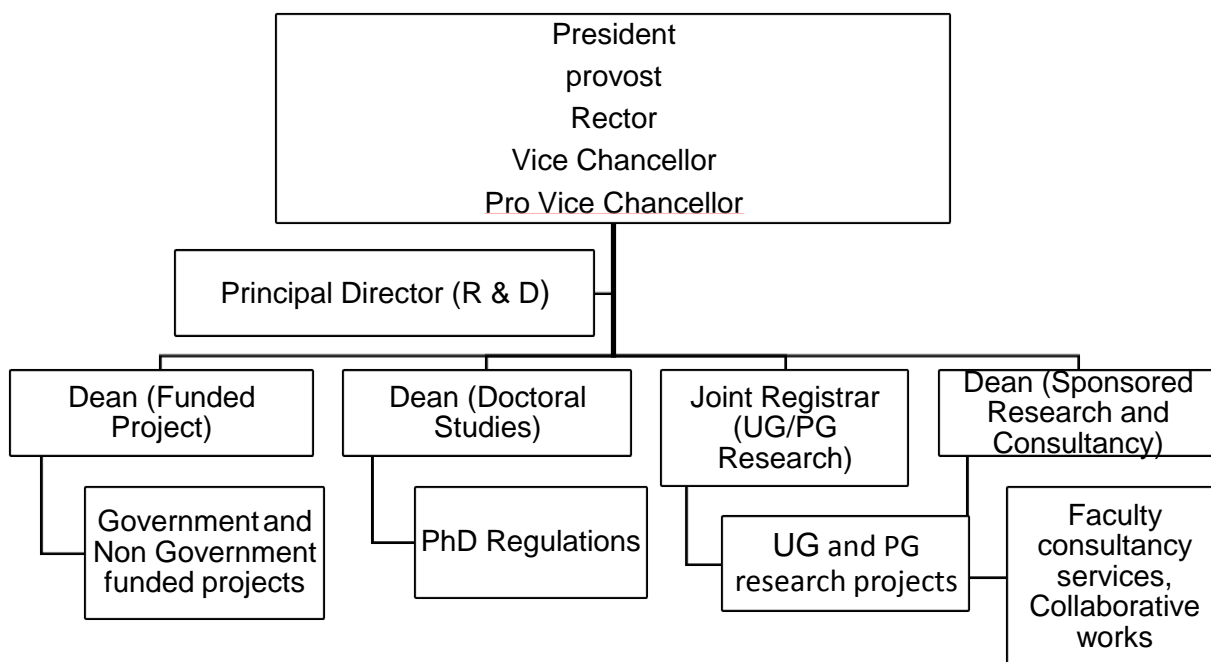 President
provost
Rector
Vice Chancellor
Pro Vice Chancellor
Principal Director (R & D)
Dean (Funded
Project)
Dean (Doctoral
Studies)
Joint Registrar
(UG/PG
Research)
Dean (Sponsored
Research and
Consultancy)
Government and
Non Government
funded projects
PhD Regulations
UG and PG
research projects
Faculty
consultancy
services,
Collaborative
works